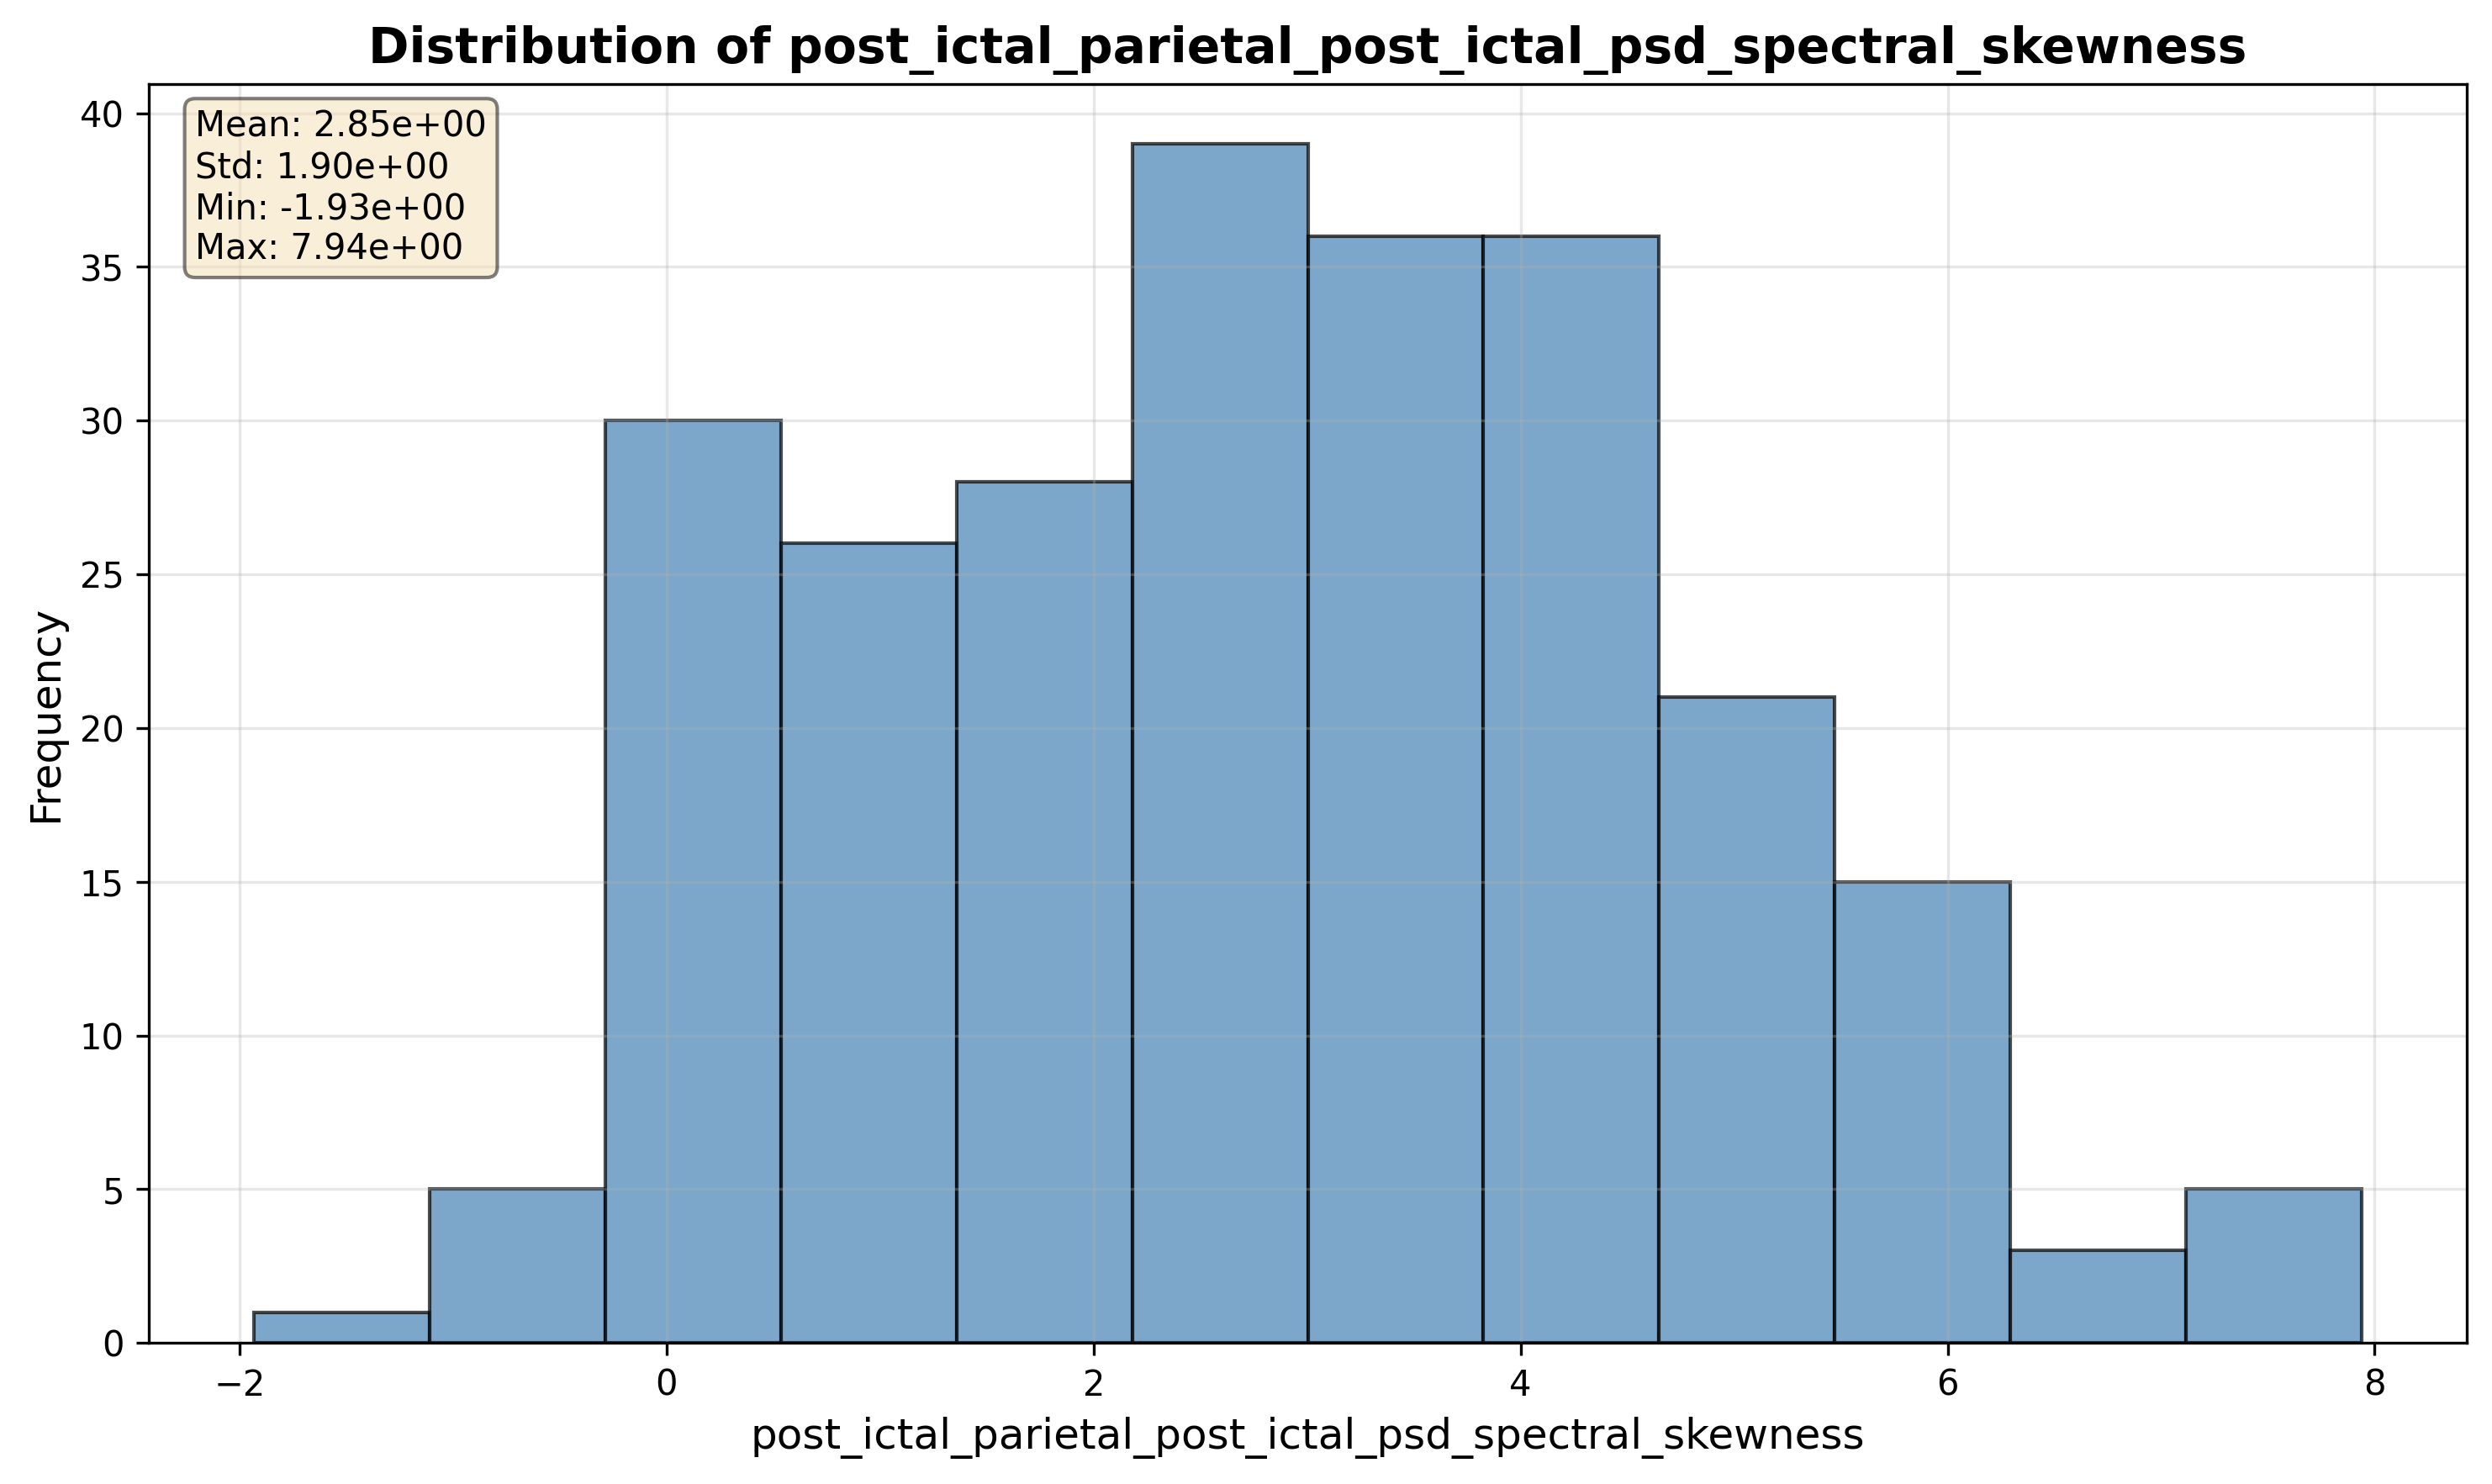 Distribution of post_ictal_parietal_post_ictal_psd_spectral_skewness
Mean: 2.85e+00
Std: 1.90e+00
Min: -1.93e+00
Max: 7.94e+00
Frequency
40
35
30
25
20
15
10
5
0
−2 0 2 4 6 8
post_ictal_parietal_post_ictal_psd_spectral_skewness